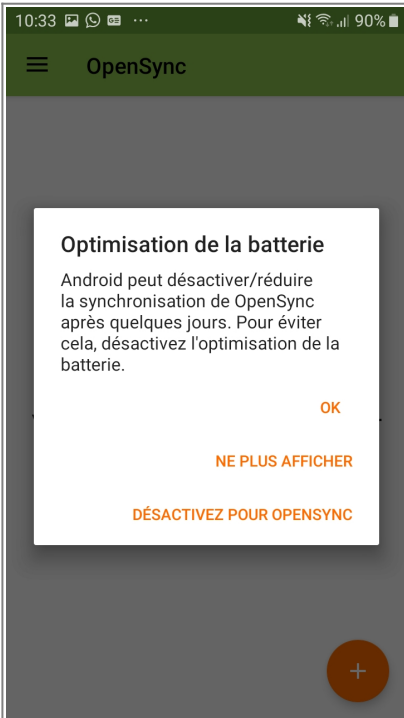 10:33 ... 90%
OpenSync
Optimisation de la batterie
Android peut désactiver/réduire
la synchronisation de OpenSync
après quelques jours. Pour éviter
cela, désactivez l'optimisation de la
batterie.
OK
NE PLUS AFFICHER
DÉSACTIVEZ POUR OPENSYNC
+